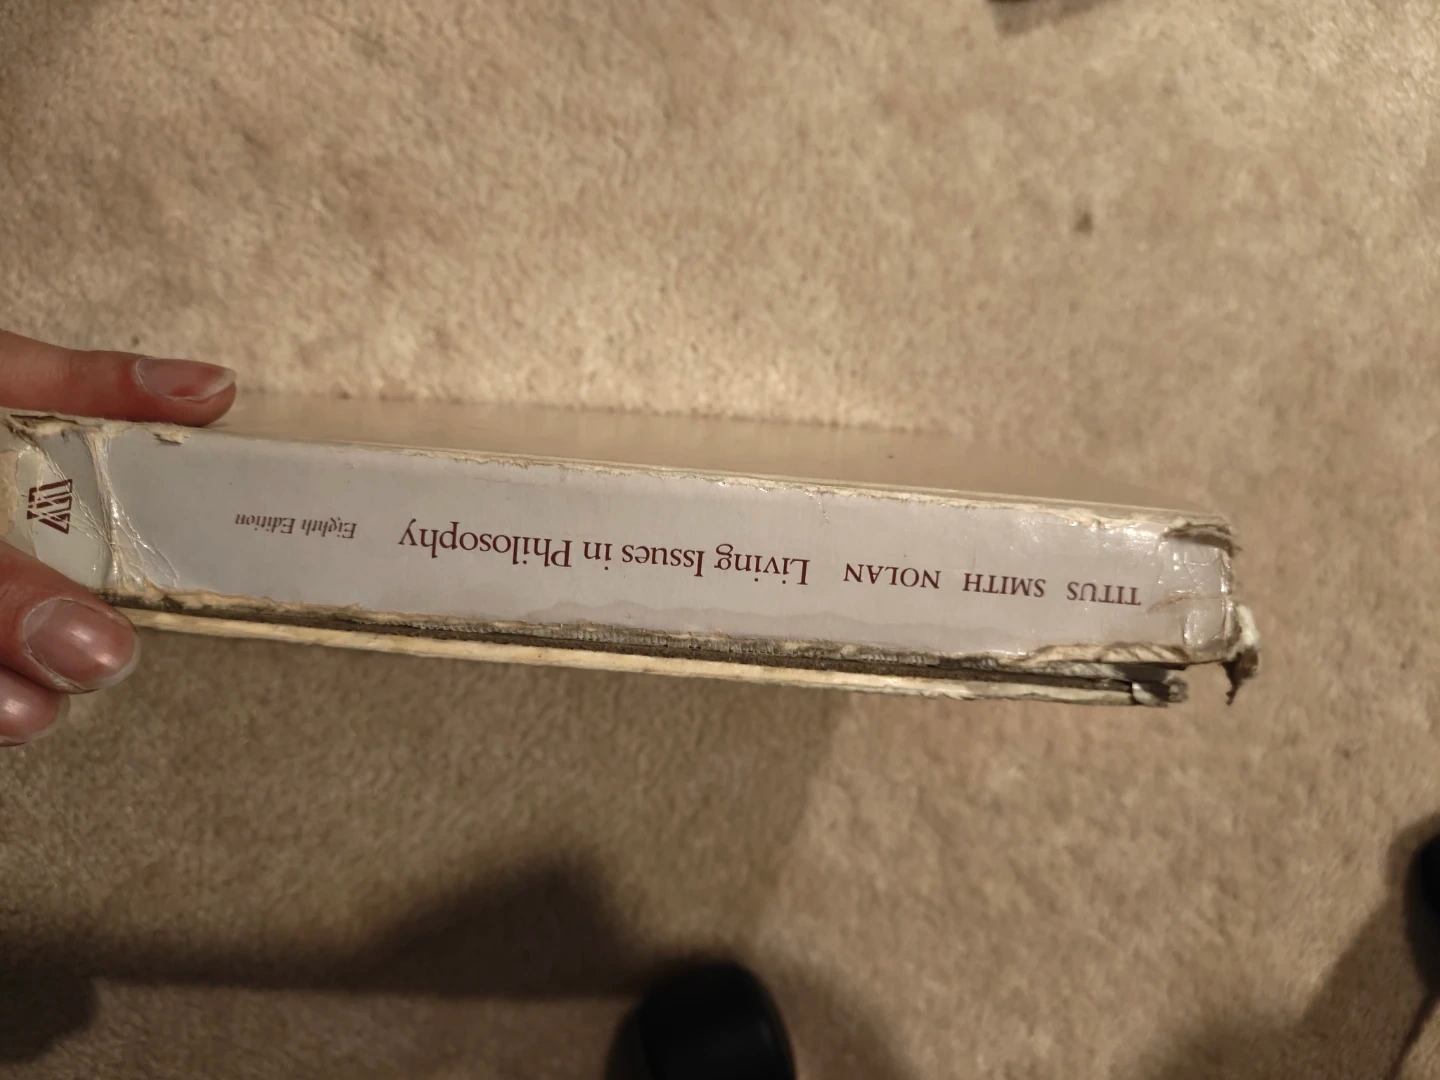 TITUS SMITH NOLAN Living Issues in Philosophy Eighth Edition